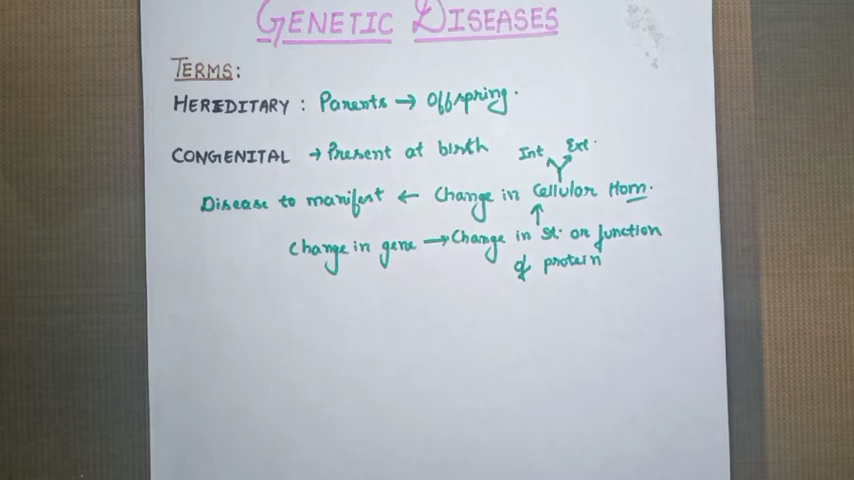 GENETIC DISEASES
TERMS:
HEREDITARY : Parents → Offspring.
CONGENITAL → Present at birth
Int Ext.
Disease to manifest ← Change in Cellular Hom.
Change in gene → Change in st. or function
of protein